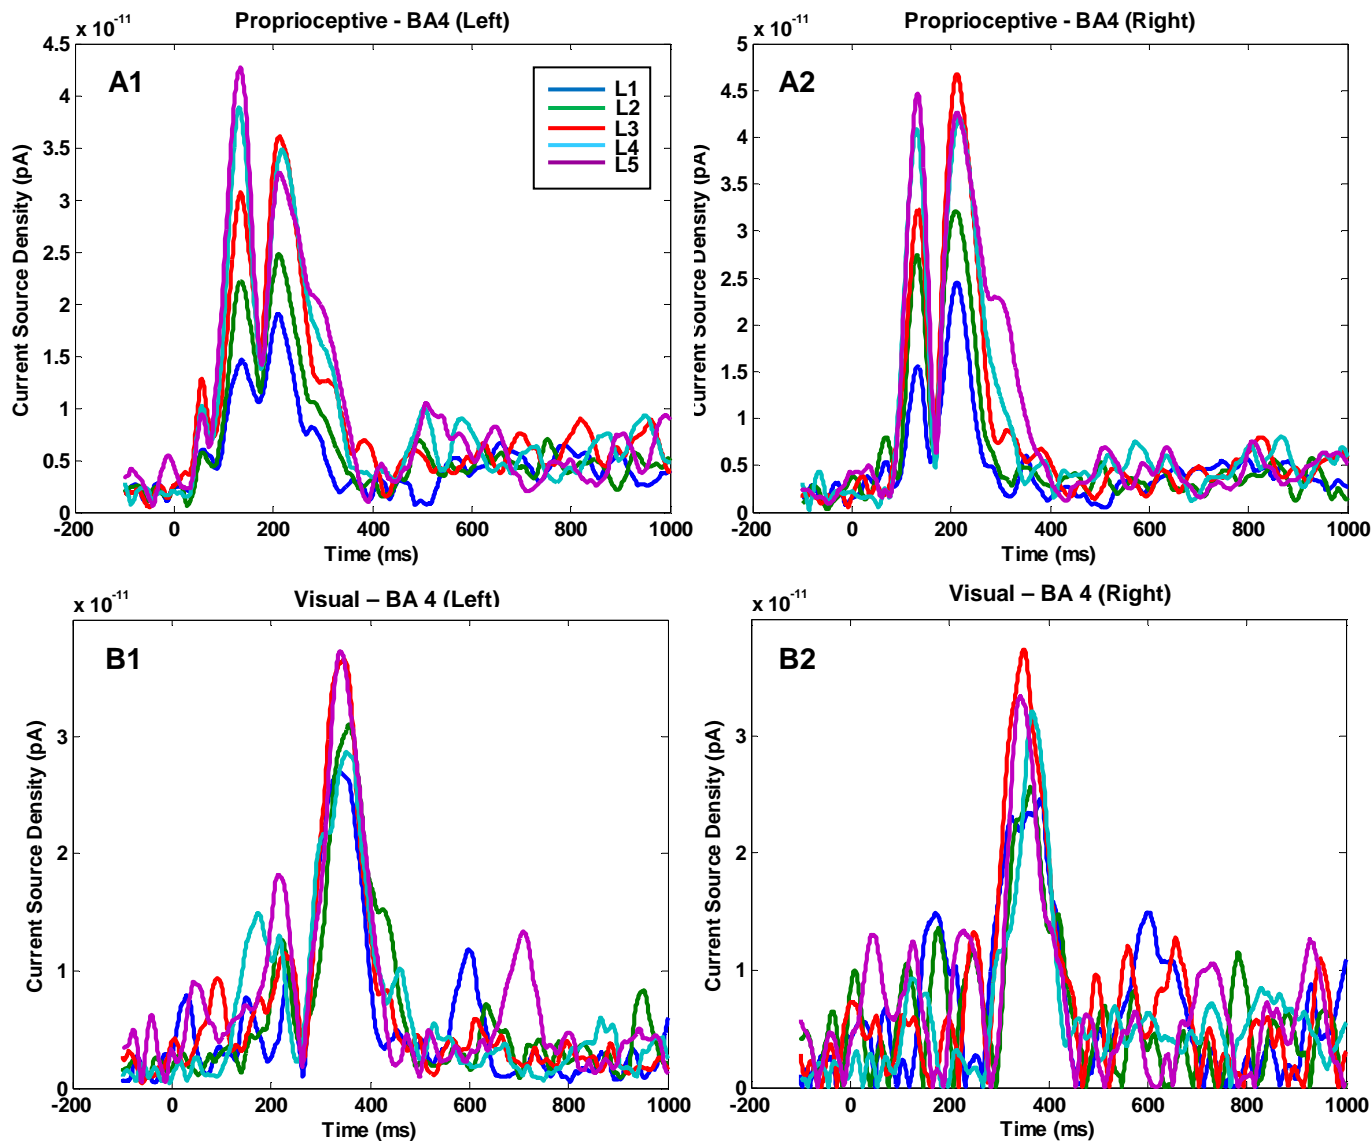 Proprioceptive - BA4 (Left)
x 10-11
A1
L1
L2
L3
L4
L5
4.5
4
3.5
3
2.5
2
1.5
1
0.5
0
Current Source Density (pA)
-200 0 200 400 600 800 1000
Time (ms)
Proprioceptive - BA4 (Right)
x 10-11
A2
5
4.5
4
3.5
3
2.5
2
1.5
1
0.5
0
Current Source Density (pA)
-200 0 200 400 600 800 1000
Time (ms)
Visual – BA 4 (Left)
x 10-11
B1
3
2
1
0
Current Source Density (pA)
-200 0 200 400 600 800 1000
Time (ms)
Visual – BA 4 (Right)
x 10-11
B2
3
2
1
0
Current Source Density (pA)
-200 0 200 400 600 800 1000
Time (ms)